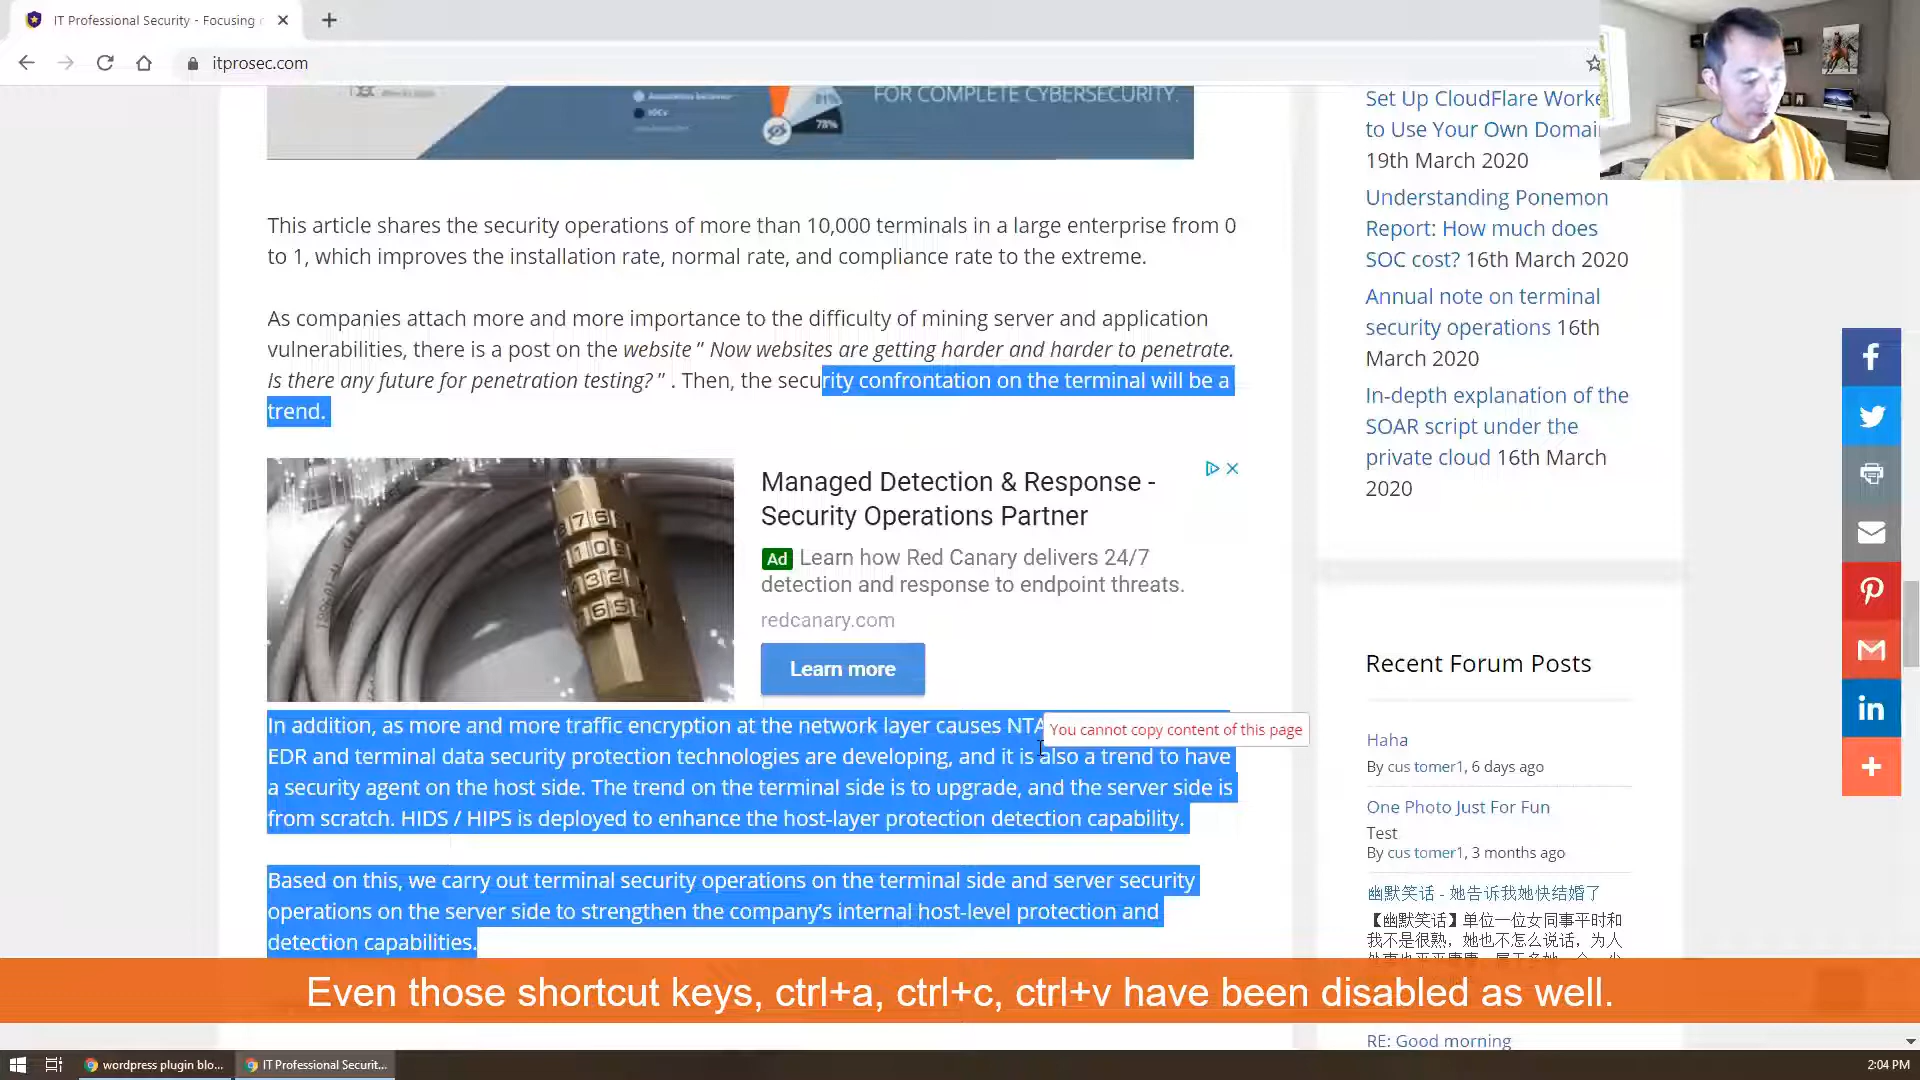 IT Professional Security - Focusing
itprosec.com
FOR COMPLETE CYBERSECURITY.
81%
78%
This article shares the security operations of more than 10,000 terminals in a large enterprise from 0
to 1, which improves the installation rate, normal rate, and compliance rate to the extreme.
As companies attach more and more importance to the difficulty of mining server and application
vulnerabilities, there is a post on the website " Now websites are getting harder and harder to penetrate.
Is there any future for penetration testing? " . Then, the security confrontation on the terminal will be a
trend.
Managed Detection & Response -
Security Operations Partner
Ad Learn how Red Canary delivers 24/7
detection and response to endpoint threats.
redcanary.com
Learn more
In addition, as more and more traffic encryption at the network layer causes NTA
You cannot copy content of this page
EDR and terminal data security protection technologies are developing, and it is also a trend to have
a security agent on the host side. The trend on the terminal side is to upgrade, and the server side is
from scratch. HIDS / HIPS is deployed to enhance the host-layer protection detection capability.
Based on this, we carry out terminal security operations on the terminal side and server security
operations on the server side to strengthen the company's internal host-level protection and
detection capabilities.
Set Up CloudFlare Worke
to Use Your Own Domai
19th March 2020
Understanding Ponemon
Report: How much does
SOC cost? 16th March 2020
Annual note on terminal
security operations 16th
March 2020
In-depth explanation of the
SOAR script under the
private cloud 16th March
2020
Recent Forum Posts
Haha
By cus tomer1, 6 days ago
One Photo Just For Fun
Test
By cus tomer1, 3 months ago
幽默笑话 - 她告诉我她快结婚了
【幽默笑话】单位一位女同事平时和
我不是很熟，她也不怎么说话，为人
RE: Good morning
Even those shortcut keys, ctrl+a, ctrl+c, ctrl+v have been disabled as well.
wordpress plugin blo...
IT Professional Securit...
2:04 PM